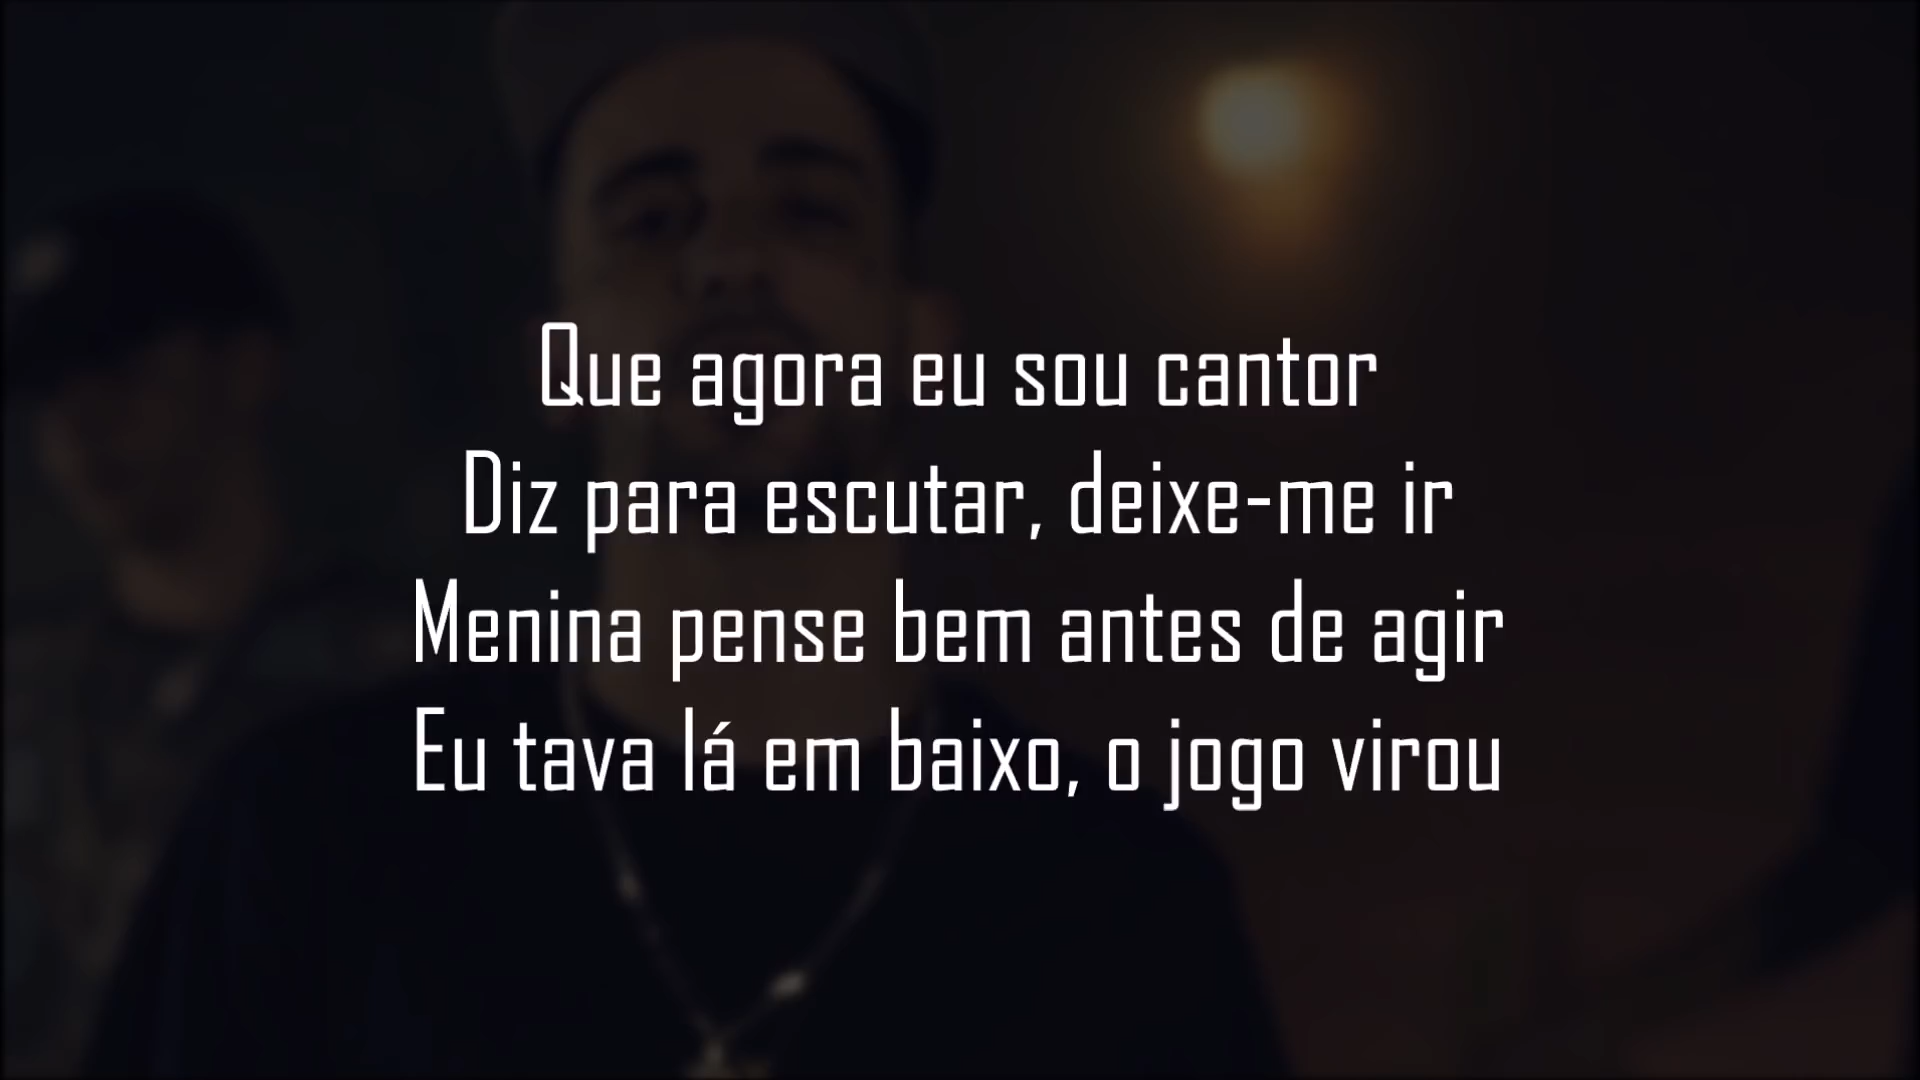 Que agora eu sou cantor
Diz para escutar, deixe-me ir
Menina pense bem antes de agir
Eu tava lá em baixo, o jogo virou